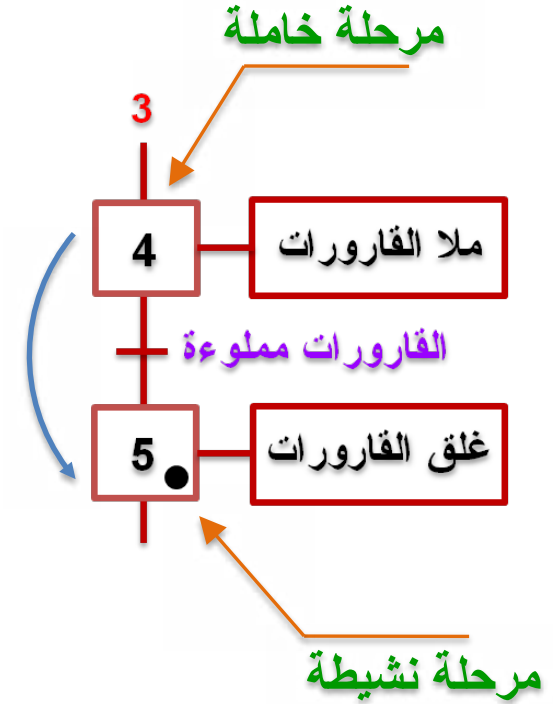 مرحلة خاملة
3
4
ملا القارورات
القارورات مملوءة
5
غلق القارورات
مرحلة نشيطة